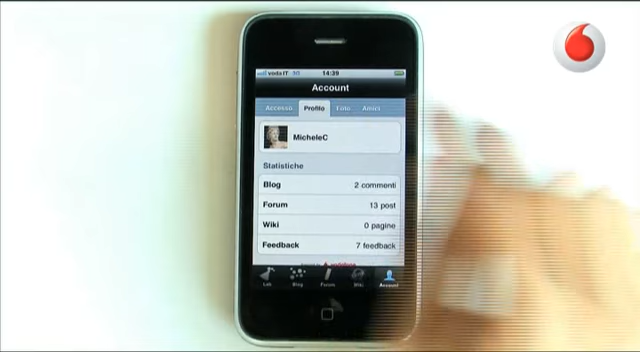 voda IT 3G 14:39
Account
Accesso Profilo Foto Amici
MicheleC
Statistiche
Blog 2 commenti
Forum 13 post
Wiki 0 pagine
Feedback 7 feedback
vodafone
Lab Blog Forum Wiki Account